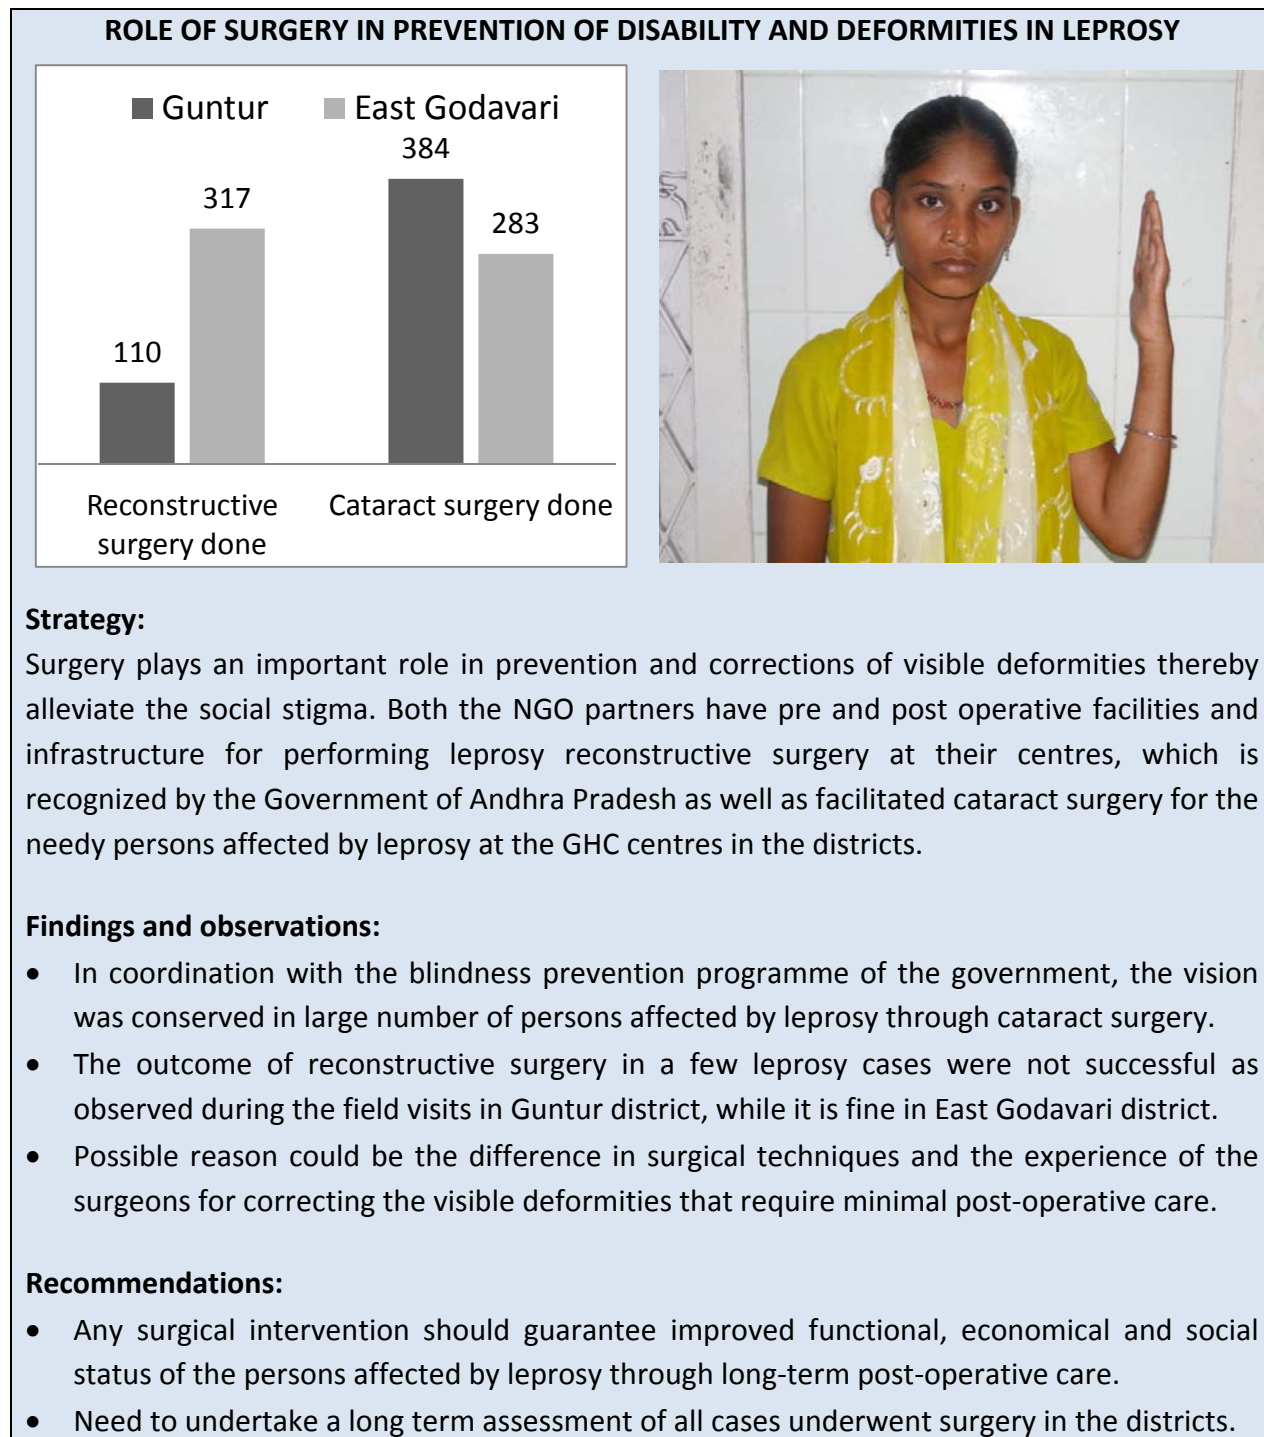 ROLE OF SURGERY IN PREVENTION OF DISABILITY AND DEFORMITIES IN LEPROSY
Guntur East Godavari
384
317
283
110
Reconstructive surgery done
Cataract surgery done
Strategy:
Surgery plays an important role in prevention and corrections of visible deformities thereby
alleviate the social stigma. Both the NGO partners have pre and post operative facilities and
infrastructure for performing leprosy reconstructive surgery at their centres, which is
recognized by the Government of Andhra Pradesh as well as facilitated cataract surgery for the
needy persons affected by leprosy at the GHC centres in the districts.
Findings and observations:
• In coordination with the blindness prevention programme of the government, the vision
was conserved in large number of persons affected by leprosy through cataract surgery.
• The outcome of reconstructive surgery in a few leprosy cases were not successful as
observed during the field visits in Guntur district, while it is fine in East Godavari district.
• Possible reason could be the difference in surgical techniques and the experience of the
surgeons for correcting the visible deformities that require minimal post-operative care.
Recommendations:
• Any surgical intervention should guarantee improved functional, economical and social
status of the persons affected by leprosy through long-term post-operative care.
• Need to undertake a long term assessment of all cases underwent surgery in the districts.